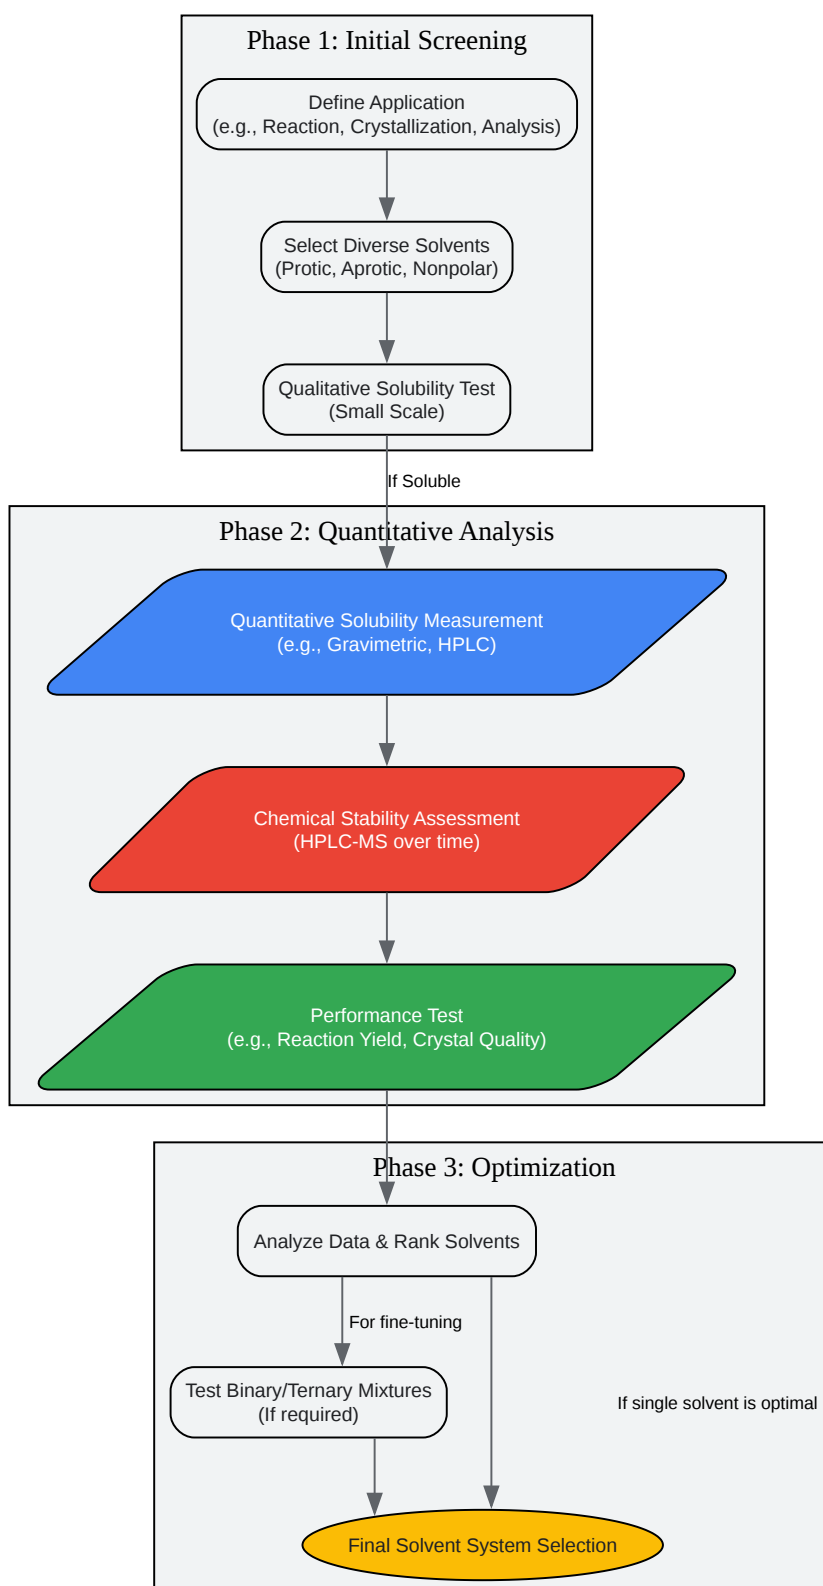 Phase 1: Initial Screening
Define Application
(e.g., Reaction, Crystallization, Analysis)
Select Diverse Solvents
(Protic, Aprotic, Nonpolar)
Qualitative Solubility Test
(Small Scale)
If Soluble
Phase 2: Quantitative Analysis
Quantitative Solubility Measurement
(e.g., Gravimetric, HPLC)
Chemical Stability Assessment
(HPLC-MS over time)
Performance Test
(e.g., Reaction Yield, Crystal Quality)
Phase 3: Optimization
Analyze Data & Rank Solvents
For fine-tuning
Test Binary/Ternary Mixtures
(If required)
If single solvent is optimal
Final Solvent System Selection